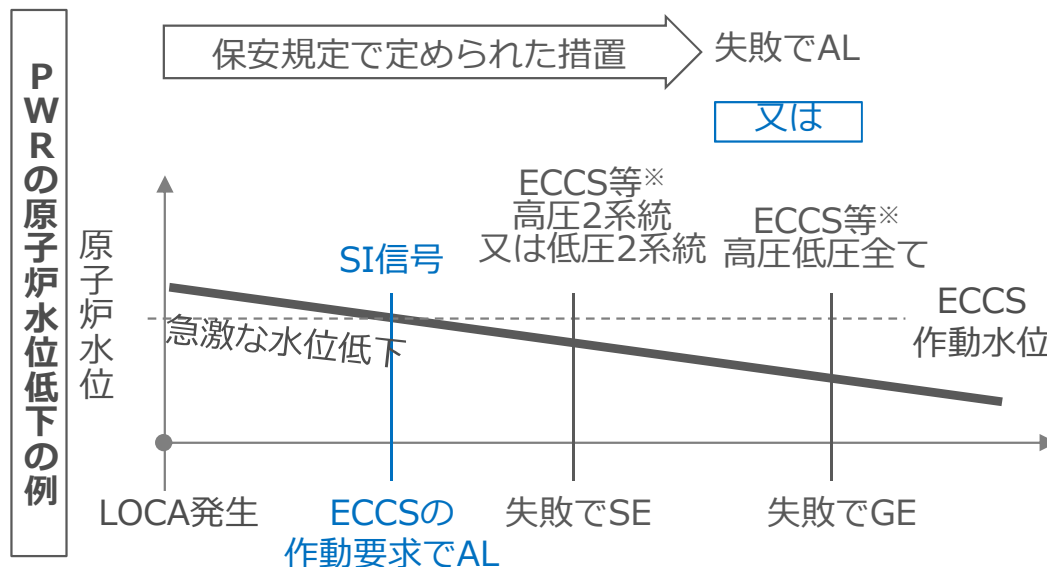 PWRの原子炉水位低下の例
保安規定で定められた措置
失敗でAL
又は
ECCS等※
高圧2系統
又は低圧2系統
ECCS等※
高圧低圧全て
SI信号
原子炉水位
急激な水位低下
ECCS
作動水位
LOCA発生
ECCSの
作動要求でAL
失敗でSE
失敗でGE